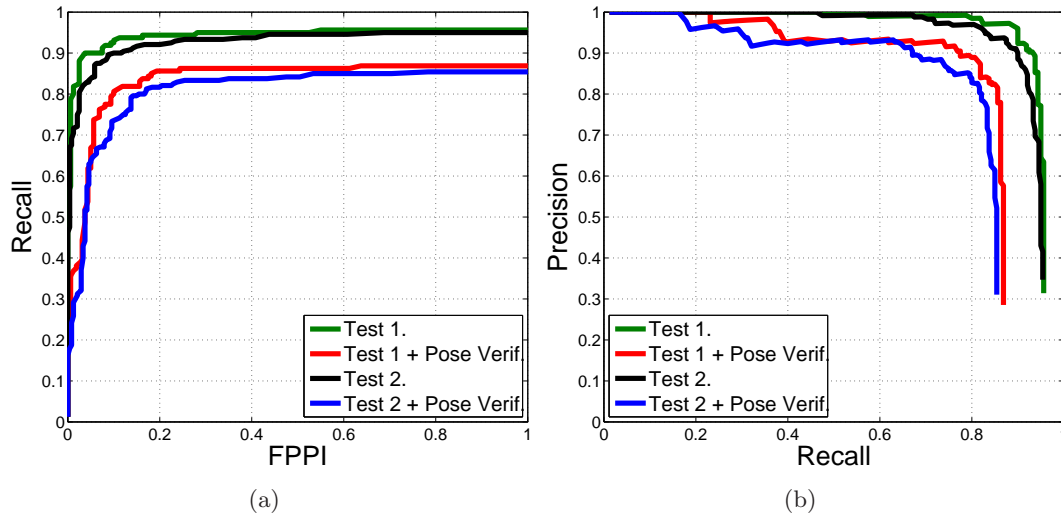 1
0.9
0.8
0.7
0.6
0.5
0.4
0.3
0.2
0.1
0
Recall
0 0.2 0.4 0.6 0.8 1
FPPI
Test 1.
Test 1 + Pose Verif.
Test 2.
Test 2 + Pose Verif.
(a)
1
0.9
0.8
0.7
0.6
0.5
0.4
0.3
0.2
0.1
0
Precision
0 0.2 0.4 0.6 0.8
Recall
Test 1.
Test 1 + Pose Verif.
Test 2.
Test 2 + Pose Verif.
(b)